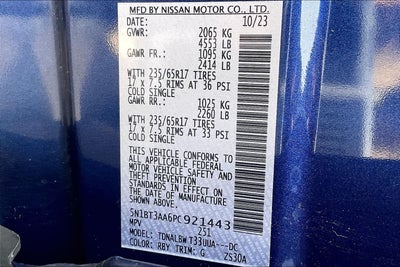 MFD BY NISSAN MOTOR CO., LTD.
DATE: 10/23
GVWR: 2065 KG
4553 LB
GAWR FR.: 1095 KG
2414 LB
WITH 235/65R17 TIRES
17 x 7.5 RIMS AT 36 PSI
COLD SINGLE
GAWR RR.: 1025 KG
2260 LB
WITH 235/65R17 TIRES
17 x 7.5 RIMS AT 33 PSI
COLD SINGLE
THIS VEHICLE CONFORMS TO
ALL APPLICABLE FEDERAL
MOTOR VEHICLE SAFETY AND
THEFT PREVENTION
STANDARDS IN EFFECT ON
THE DATE OF MANUFACTURE
SHOWN ABOVE.
5N1BT3AA6PC921443
MPV 251
MODEL: TDNALBWT33UUA---DC
COLOR: RBY TRIM: G ZS30A